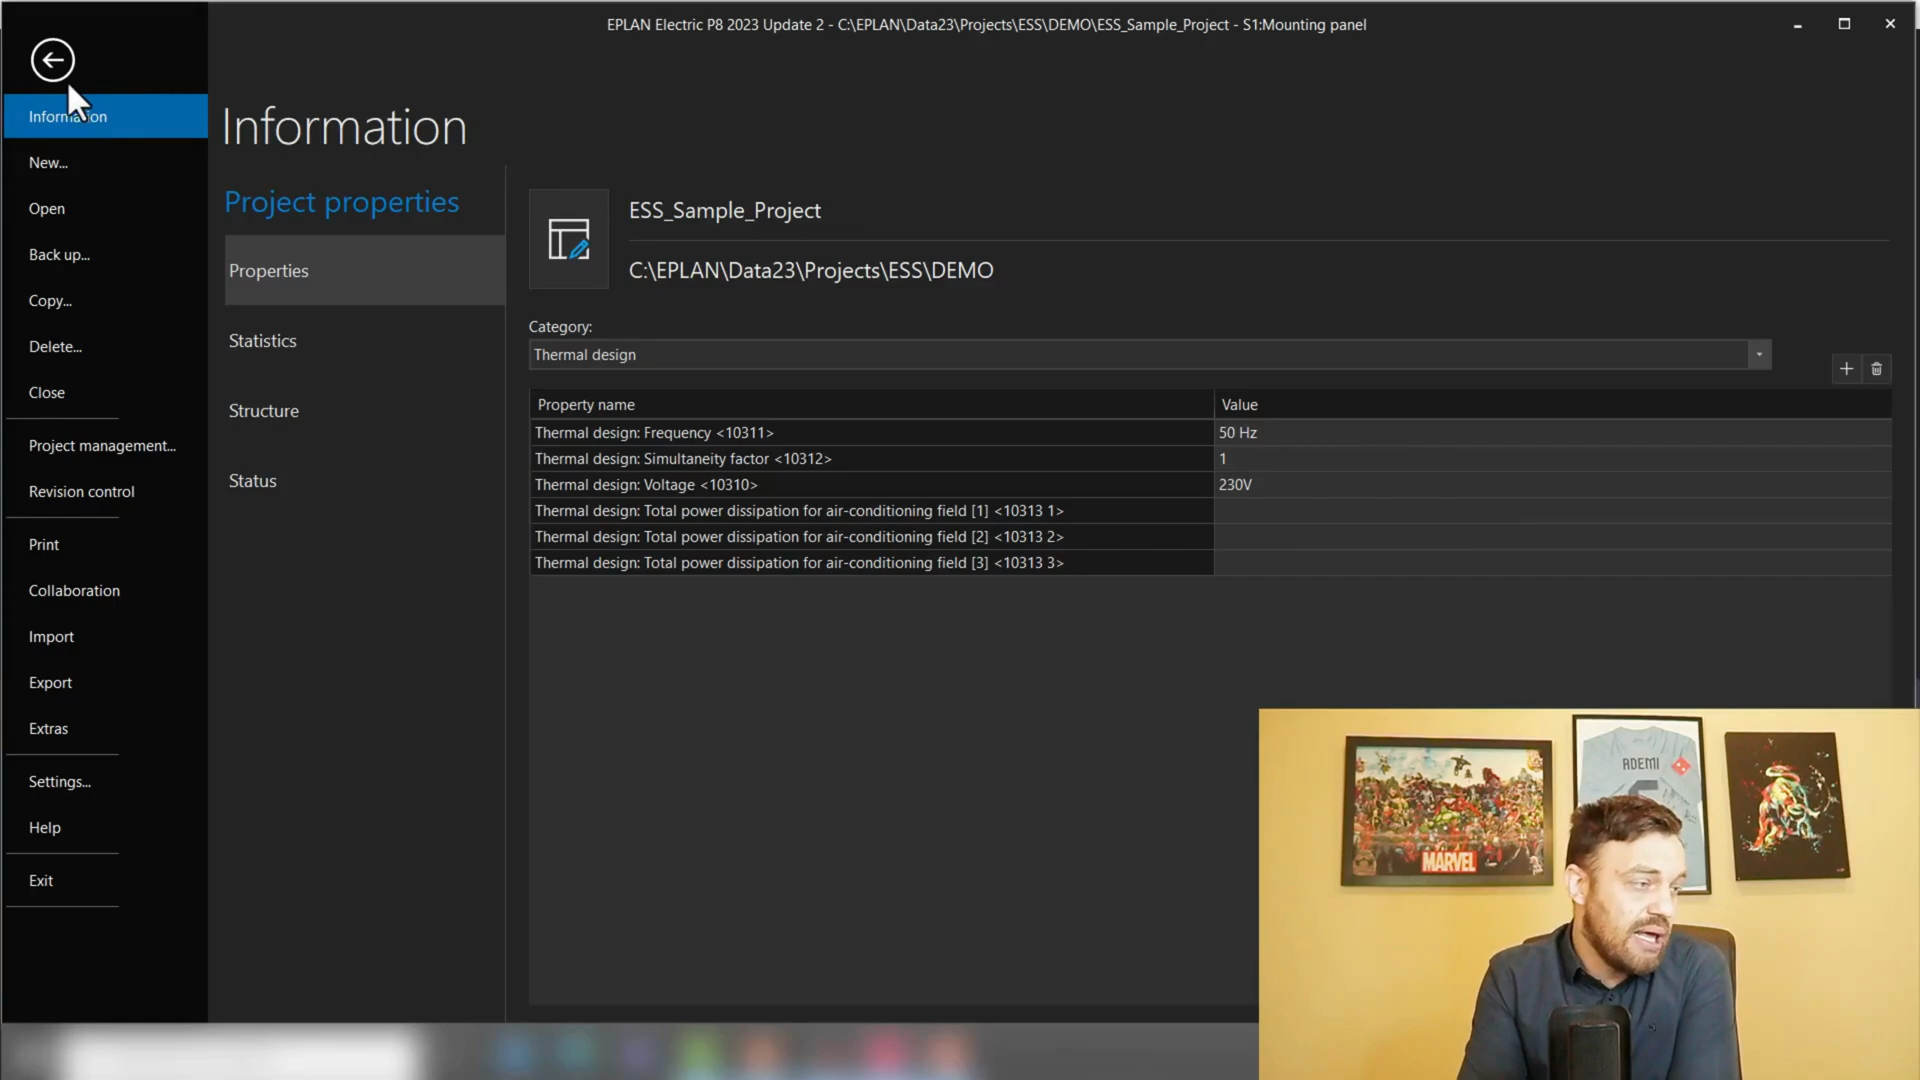 EPLAN Electric P8 2023 Update 2 - C:\EPLAN\Data23\Projects\ESS\DEMO\ESS_Sample_Project - S1:Mounting panel
Information
New...
Open
Back up...
Copy...
Delete...
Close
Project management...
Revision control
Print
Collaboration
Import
Export
Extras
Settings...
Help
Exit
Information
Project properties
Properties
Statistics
Structure
Status
ESS_Sample_Project
C:\EPLAN\Data23\Projects\ESS\DEMO
Category:
Thermal design
Property name Value
Thermal design: Frequency <10311> 50 Hz
Thermal design: Simultaneity factor <10312> 1
Thermal design: Voltage <10310> 230V
Thermal design: Total power dissipation for air-conditioning field [1] <10313 1>
Thermal design: Total power dissipation for air-conditioning field [2] <10313 2>
Thermal design: Total power dissipation for air-conditioning field [3] <10313 3>
ADEMI
MARVEL